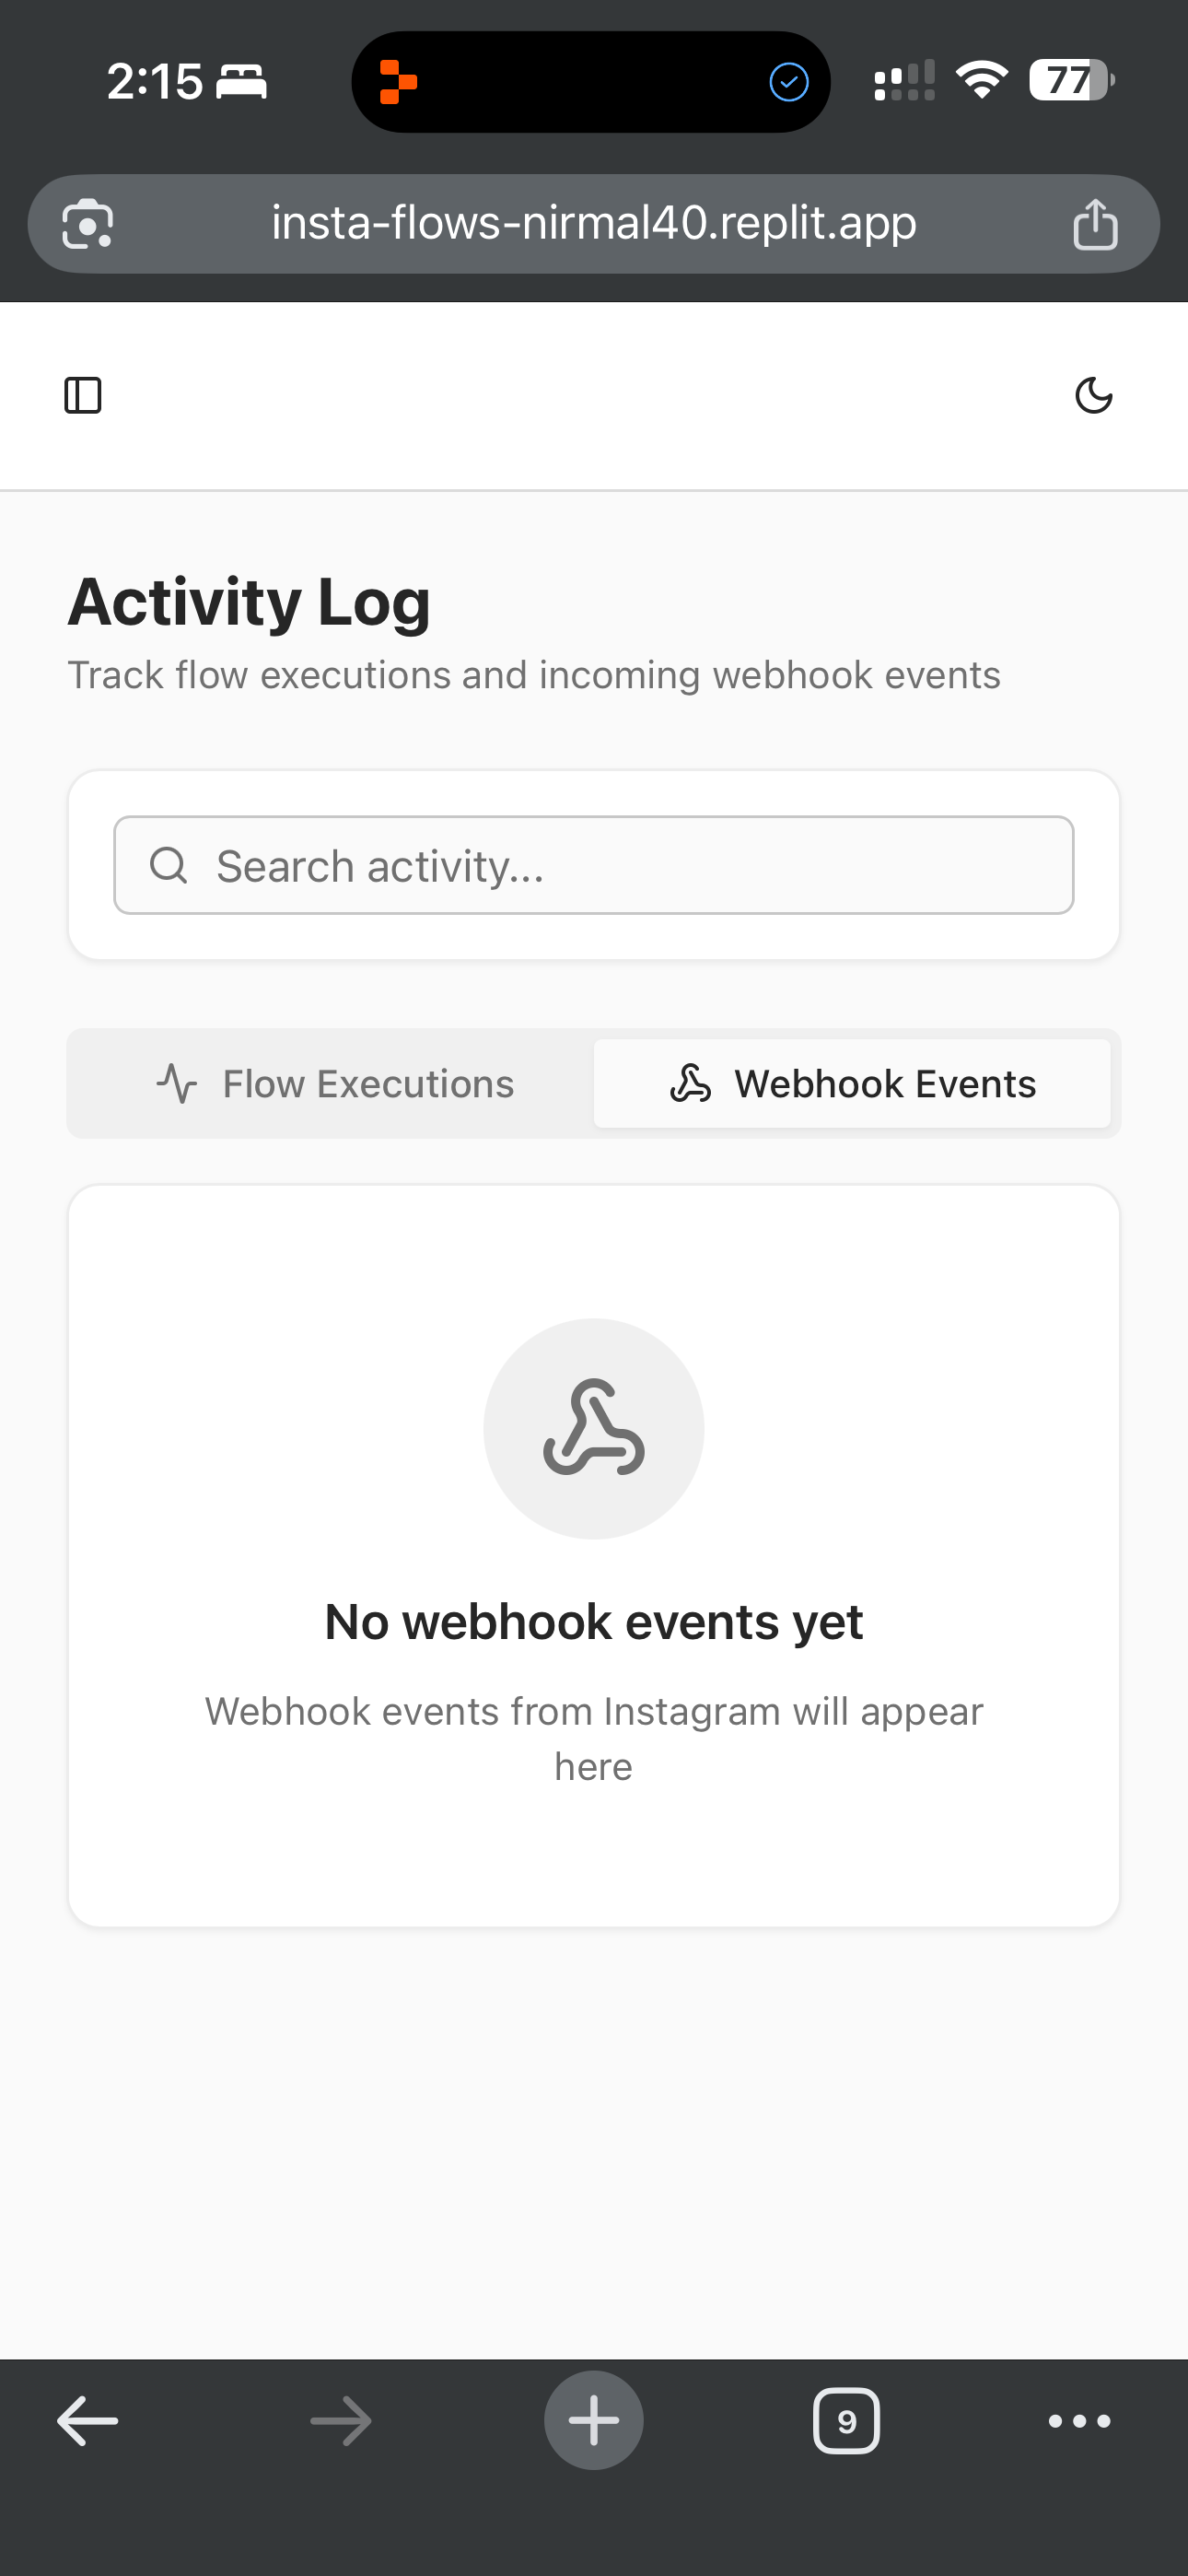 2:15
77
insta-flows-nirmal40.replit.app
Activity Log
Track flow executions and incoming webhook events
Search activity...
Flow Executions
Webhook Events
No webhook events yet
Webhook events from Instagram will appear
here
9